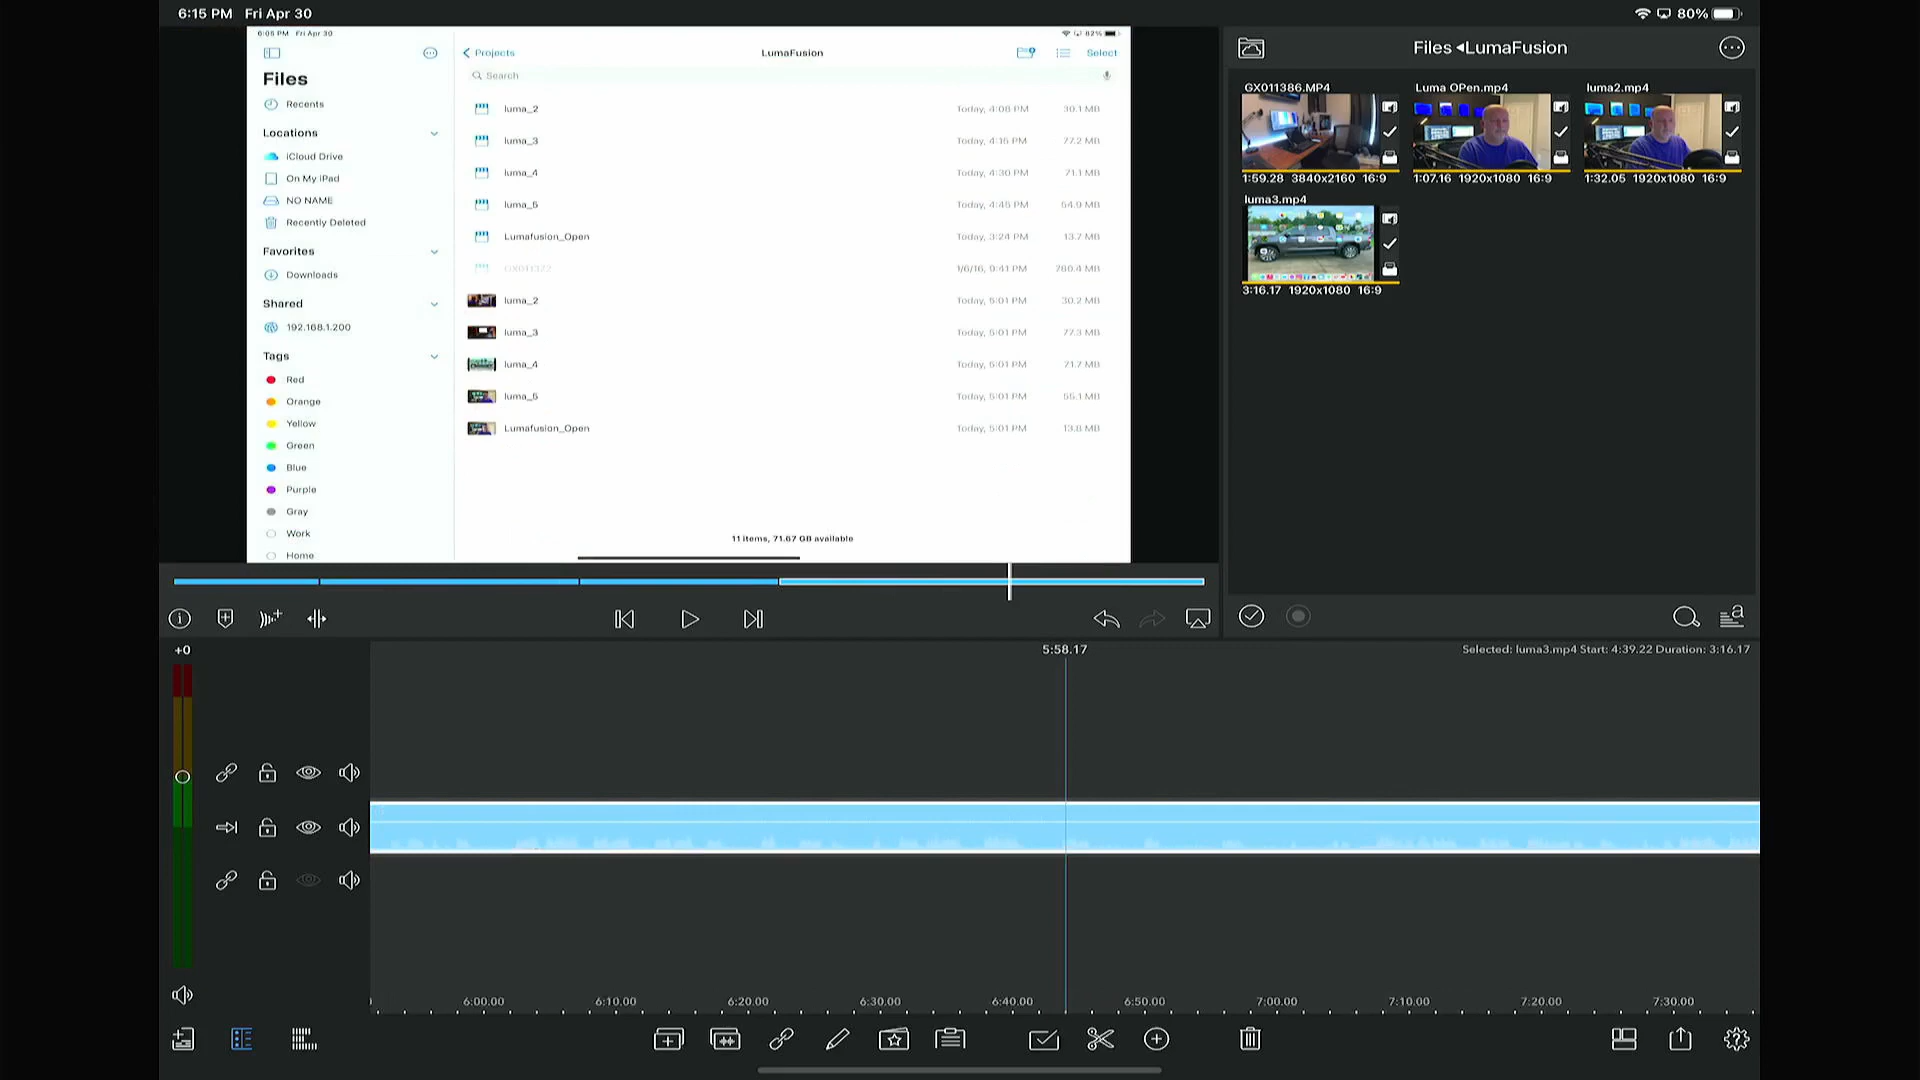 6:15 PM Fri Apr 30
80%
6:05 PM Fri Apr 30
82%
Files
Recents
Locations
iCloud Drive
On My iPad
NO NAME
Recently Deleted
Favorites
Downloads
Shared
192.168.1.200
Tags
Red
Orange
Yellow
Green
Blue
Purple
Gray
Work
Home
Projects
LumaFusion
Select
Search
luma_2 Today, 4:08 PM 30.1 MB
luma_3 Today, 4:15 PM 77.2 MB
luma_4 Today, 4:30 PM 71.1 MB
luma_5 Today, 4:45 PM 54.9 MB
Lumafusion_Open Today, 3:24 PM 13.7 MB
GX011322 1/6/16, 9:41 PM 280.4 MB
luma_2 Today, 5:01 PM 30.2 MB
luma_3 Today, 5:01 PM 77.3 MB
luma_4 Today, 5:01 PM 71.7 MB
luma_5 Today, 5:01 PM 55.1 MB
Lumafusion_Open Today, 5:01 PM 13.8 MB
11 items, 71.67 GB available
Files ◂LumaFusion
GX011386.MP4
1:59.28 3840x2160 16:9
Luma OPen.mp4
1:07.16 1920x1080 16:9
luma2.mp4
1:32.05 1920x1080 16:9
luma3.mp4
3:16.17 1920x1080 16:9
+0
5:58.17
Selected: luma3.mp4 Start: 4:39.22 Duration: 3:16.17
6:00.00 6:10.00 6:20.00 6:30.00 6:40.00 6:50.00 7:00.00 7:10.00 7:20.00 7:30.00